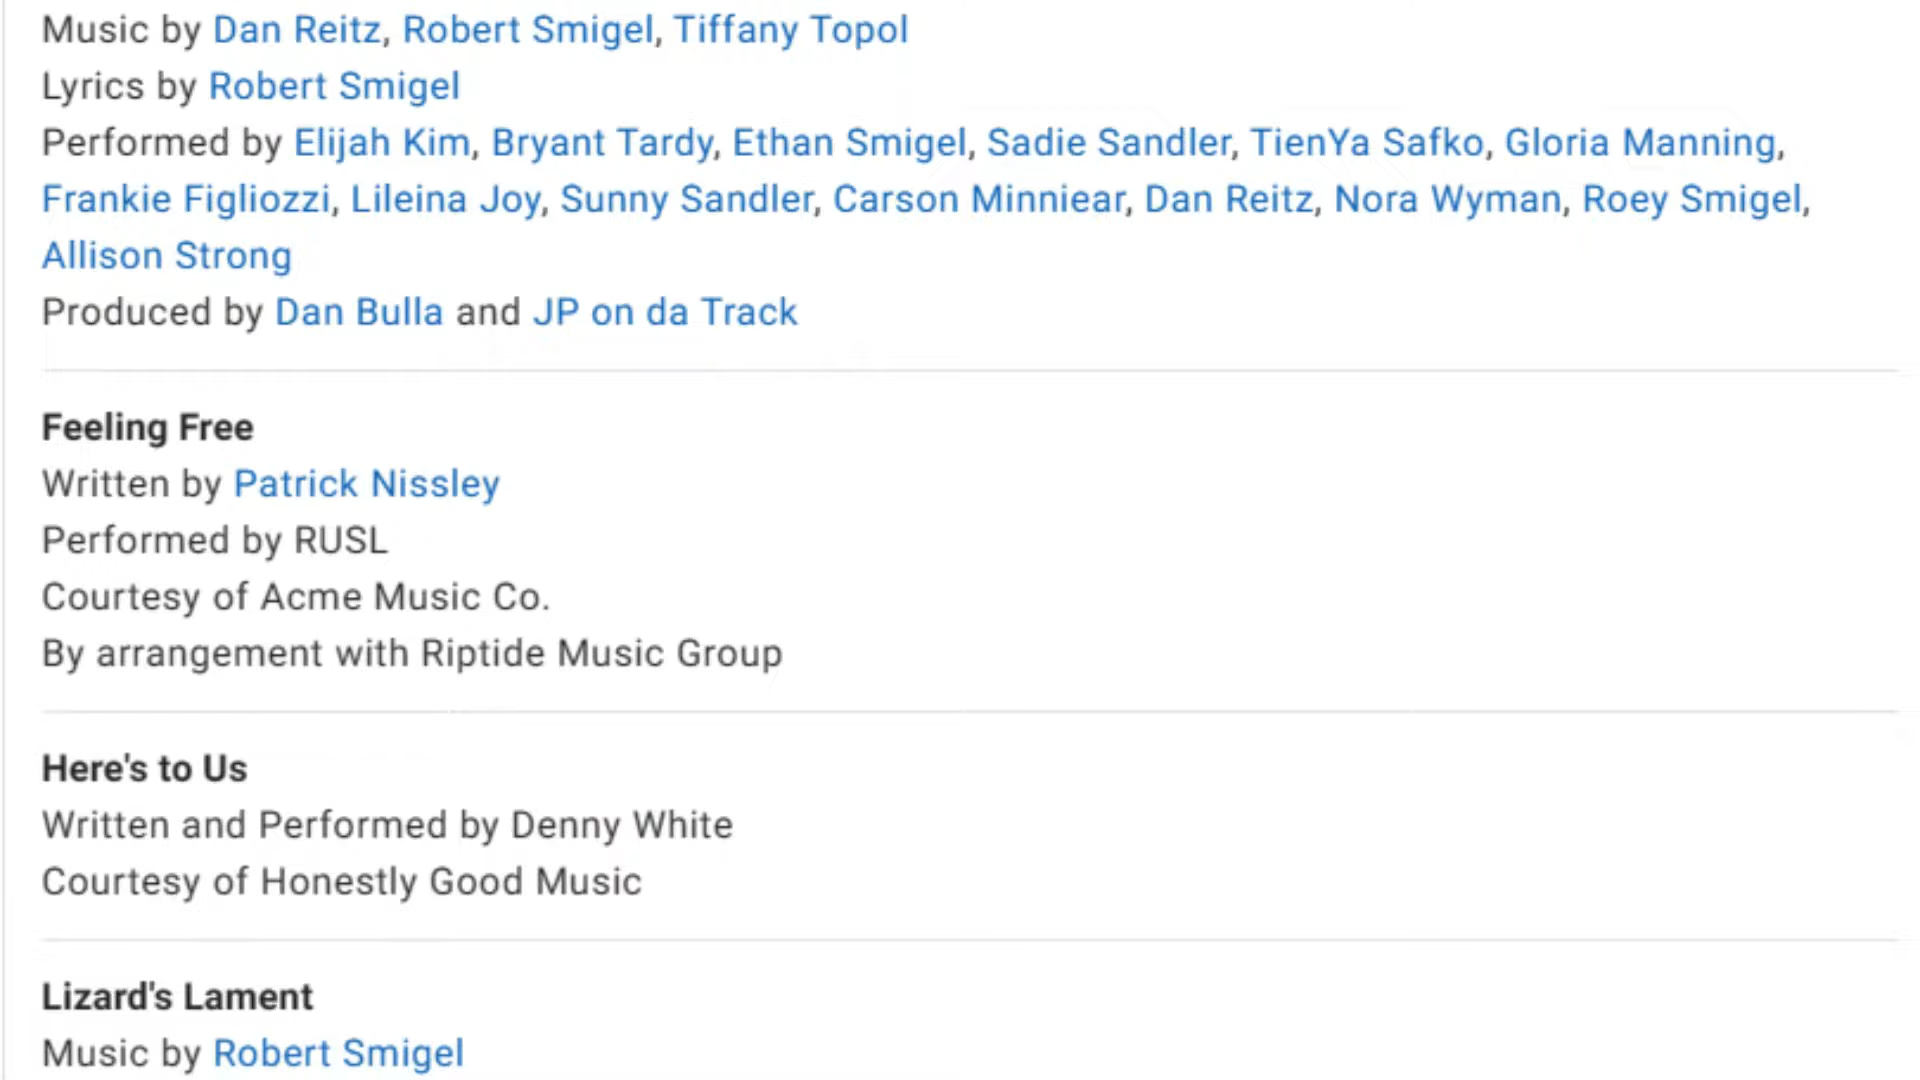 Music by Dan Reitz, Robert Smigel, Tiffany Topol
Lyrics by Robert Smigel
Performed by Elijah Kim, Bryant Tardy, Ethan Smigel, Sadie Sandler, TienYa Safko, Gloria Manning,
Frankie Figliozzi, Lileina Joy, Sunny Sandler, Carson Minniear, Dan Reitz, Nora Wyman, Roey Smigel,
Allison Strong
Produced by Dan Bulla and JP on da Track
Feeling Free
Written by Patrick Nissley
Performed by RUSL
Courtesy of Acme Music Co.
By arrangement with Riptide Music Group
Here's to Us
Written and Performed by Denny White
Courtesy of Honestly Good Music
Lizard's Lament
Music by Robert Smigel